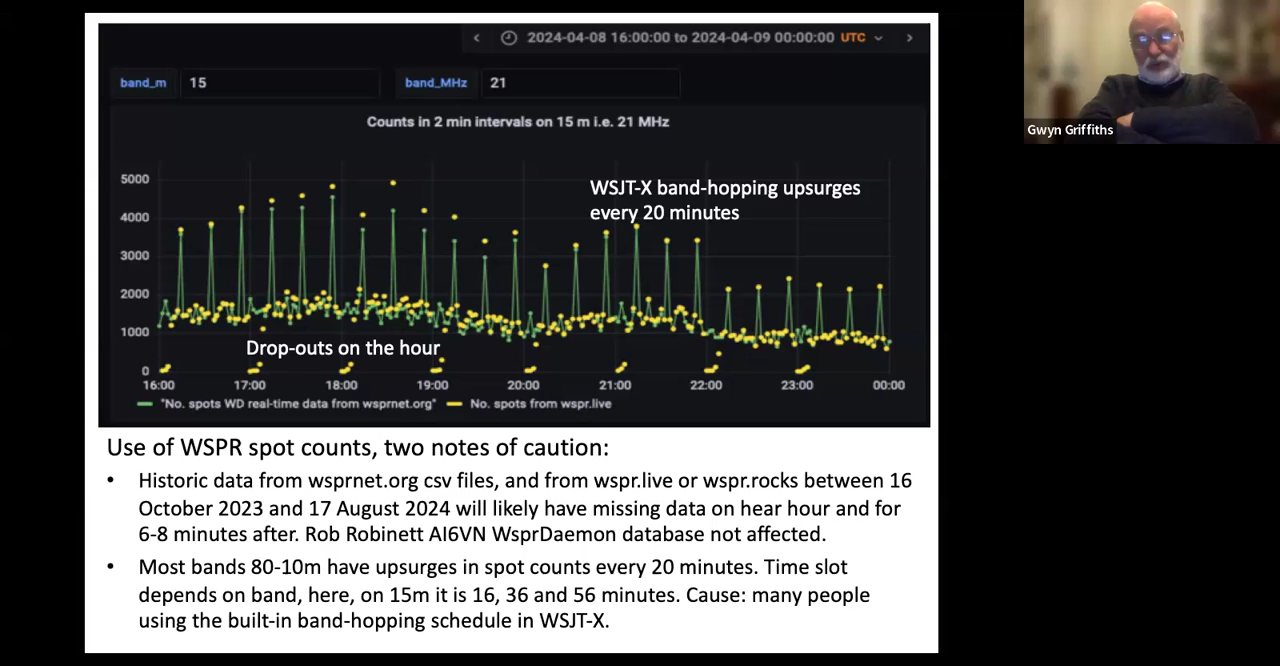 2024-04-08 16:00:00 to 2024-04-09 00:00:00 UTC
band_m 15 band_MHz 21
Counts in 2 min intervals on 15 m i.e. 21 MHz
5000
4000
3000
2000
1000
0
WSJT-X band-hopping upsurges
every 20 minutes
Drop-outs on the hour
16:00 17:00 18:00 19:00 20:00 21:00 22:00 23:00 00:00
"No. spots WD real-time data from wsprnet.org" No. spots from wspr.live
Use of WSPR spot counts, two notes of caution:
• Historic data from wsprnet.org csv files, and from wspr.live or wspr.rocks between 16
October 2023 and 17 August 2024 will likely have missing data on hear hour and for
6-8 minutes after. Rob Robinett AI6VN WsprDaemon database not affected.
• Most bands 80-10m have upsurges in spot counts every 20 minutes. Time slot
depends on band, here, on 15m it is 16, 36 and 56 minutes. Cause: many people
using the built-in band-hopping schedule in WSJT-X.
Gwyn Griffiths